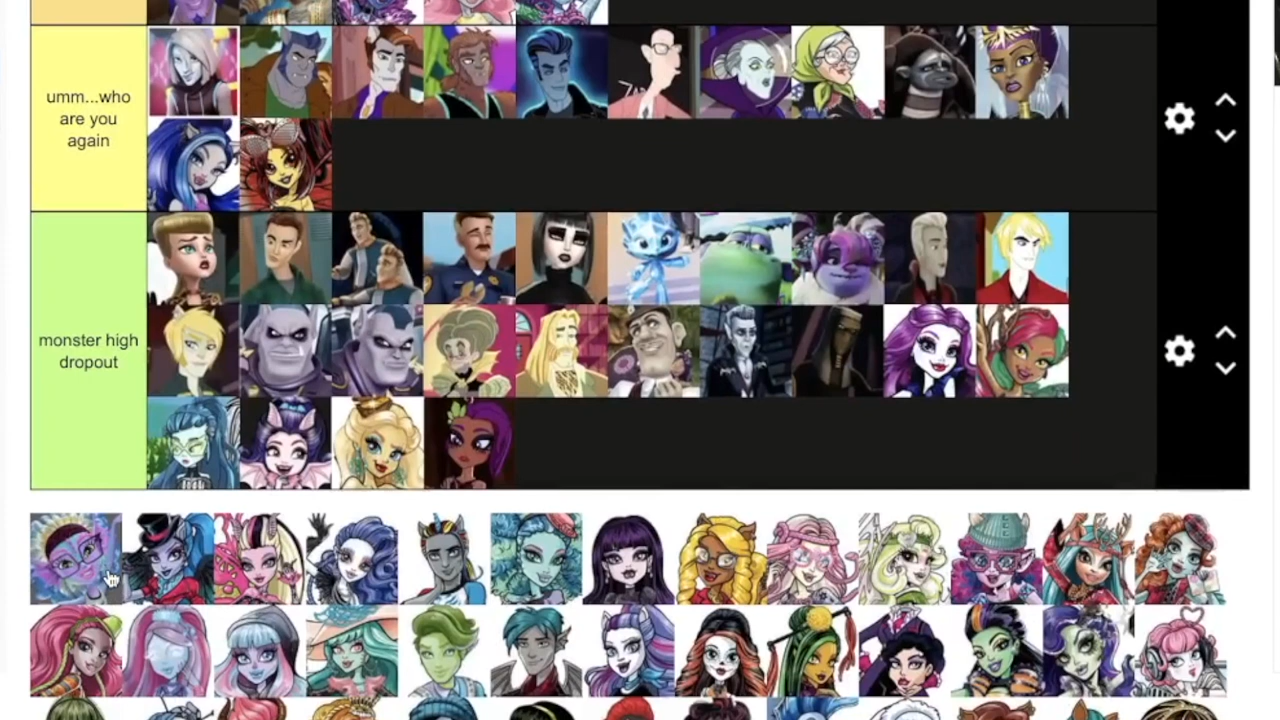 umm...who
are you
again
monster high
dropout